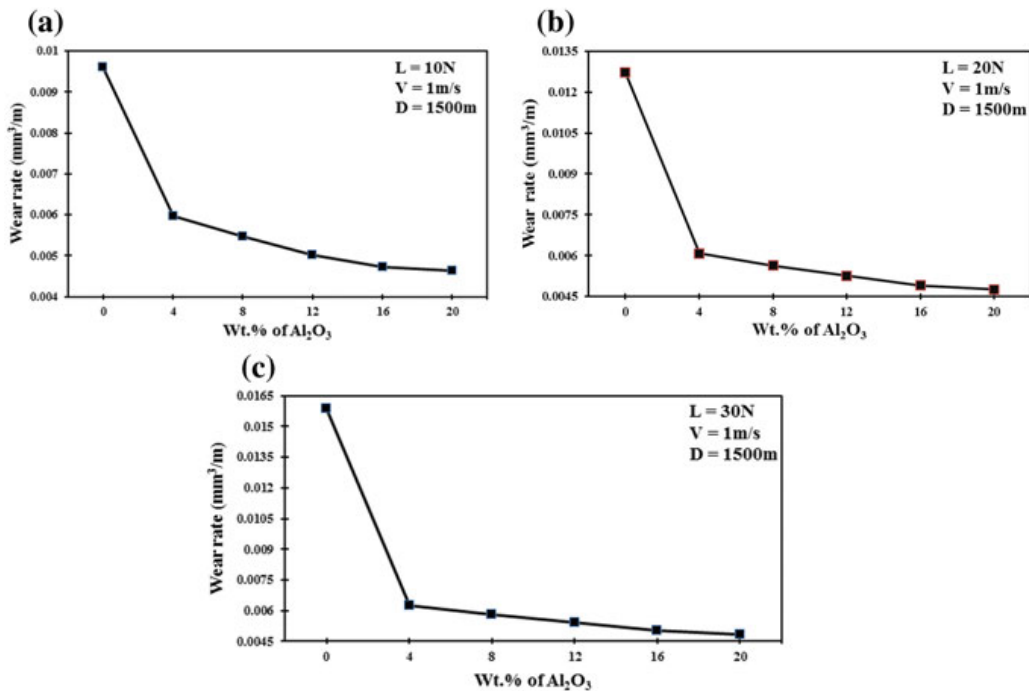 (a)
Wear rate (mm³/m)
0.01
0.009
0.008
0.007
0.006
0.005
0.004
L = 10N
V = 1m/s
D = 1500m
0 4 8 12 16 20
Wt.% of Al₂O₃
(b)
Wear rate (mm³/m)
0.0135
0.012
0.0105
0.009
0.0075
0.006
0.0045
L = 20N
V = 1m/s
D = 1500m
0 4 8 12 16 20
Wt.% of Al₂O₃
(c)
Wear rate (mm³/m)
0.0165
0.015
0.0135
0.012
0.0105
0.009
0.0075
0.006
0.0045
L = 30N
V = 1m/s
D = 1500m
0 4 8 12 16 20
Wt.% of Al₂O₃